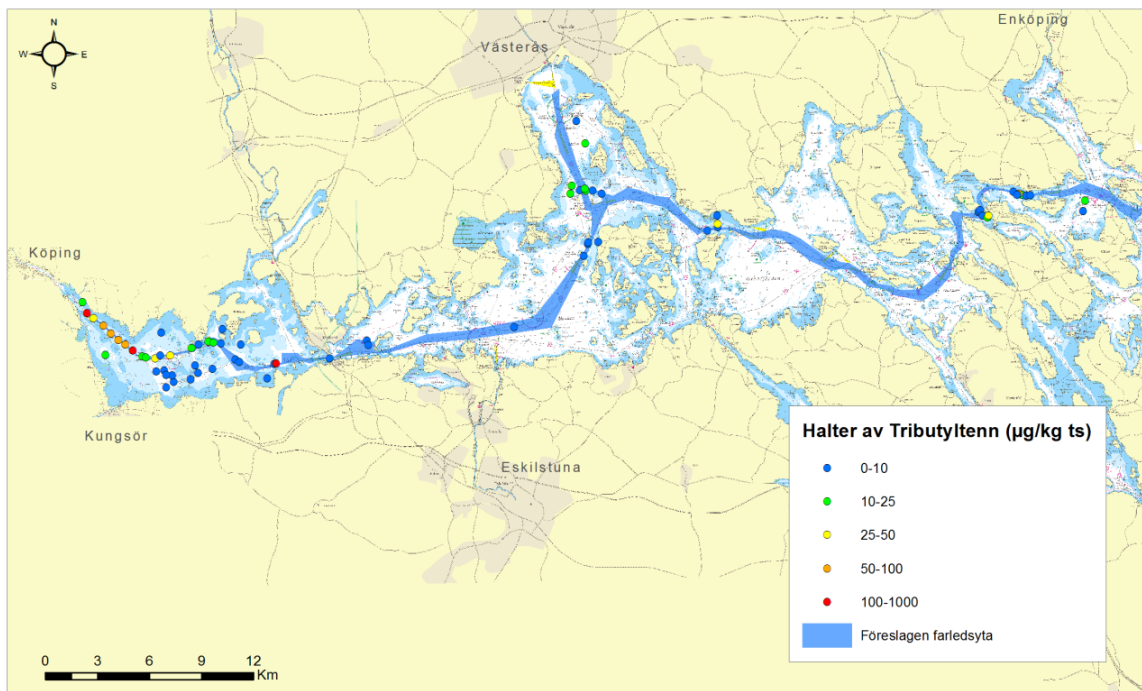 N
W E
S
Enköping
Västerås
Köping
Kungsör
Eskilstuna
Halter av Tributyltenn (µg/kg ts)
0-10
10-25
25-50
50-100
100-1000
Föreslagen farledsyta
0 3 6 9 12
Km